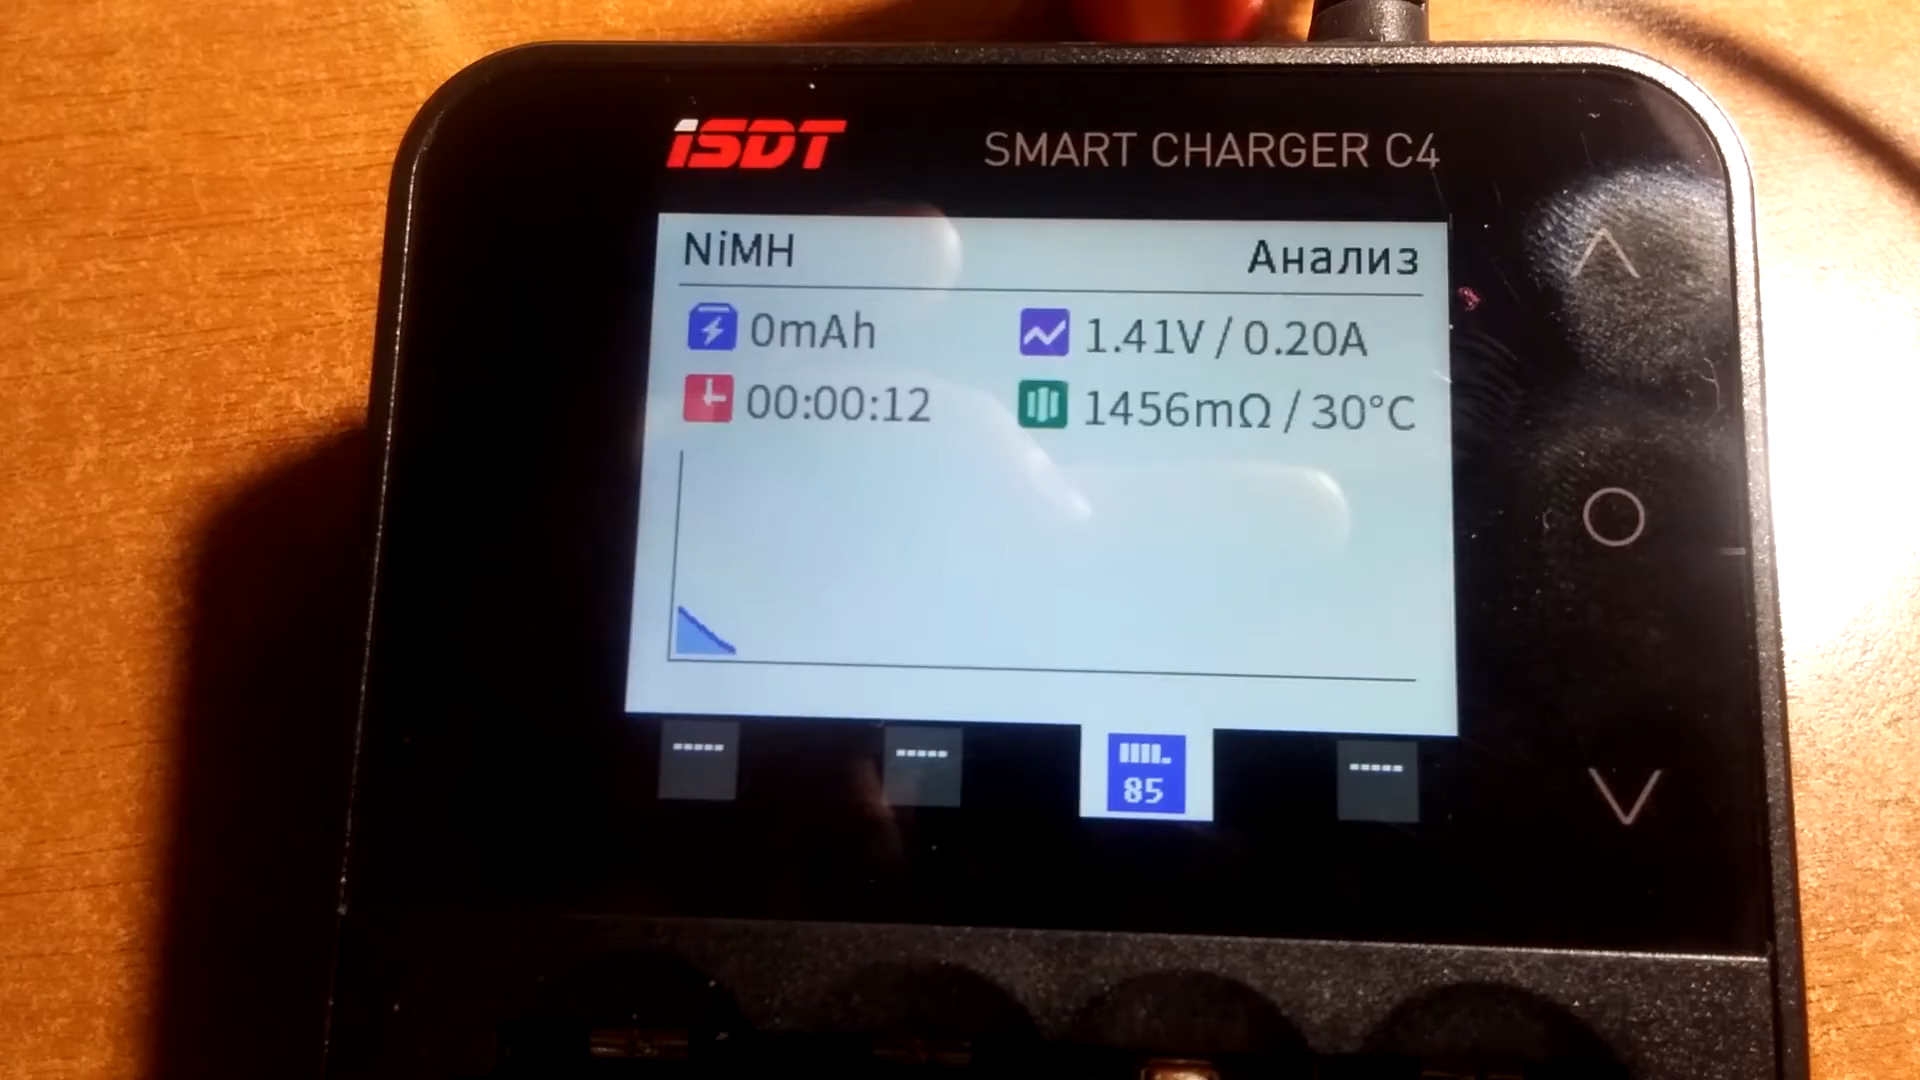 iSDT SMART CHARGER C4
NiMH Анализ
0mAh 1.41V / 0.20A
00:00:12 1456mΩ / 30°C
----- ----- -----
85